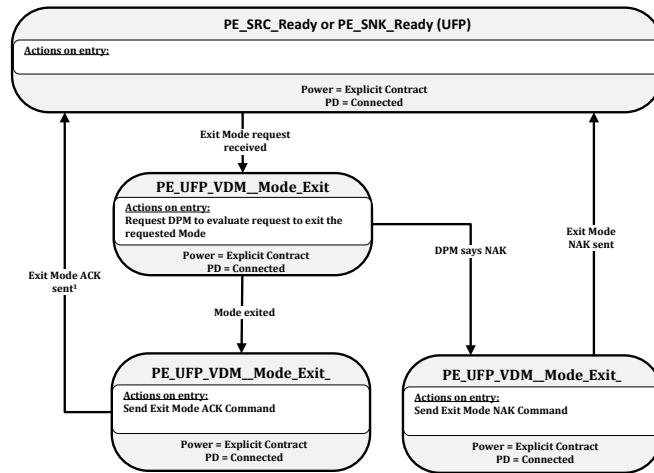 PE_SRC_Ready or PE_SNK_Ready (UFP)
Actions on entry:
Power = Explicit Contract
PD = Connected
Exit Mode request
received
PE_UFP_VDM__Mode_Exit
Actions on entry:
Request DPM to evaluate request to exit the
requested Mode
Power = Explicit Contract
PD = Connected
Exit Mode ACK
sent¹
DPM says NAK
Exit Mode
NAK sent
Mode exited
PE_UFP_VDM__Mode_Exit_
Actions on entry:
Send Exit Mode ACK Command
Power = Explicit Contract
PD = Connected
PE_UFP_VDM__Mode_Exit_
Actions on entry:
Send Exit Mode NAK Command
Power = Explicit Contract
PD = Connected